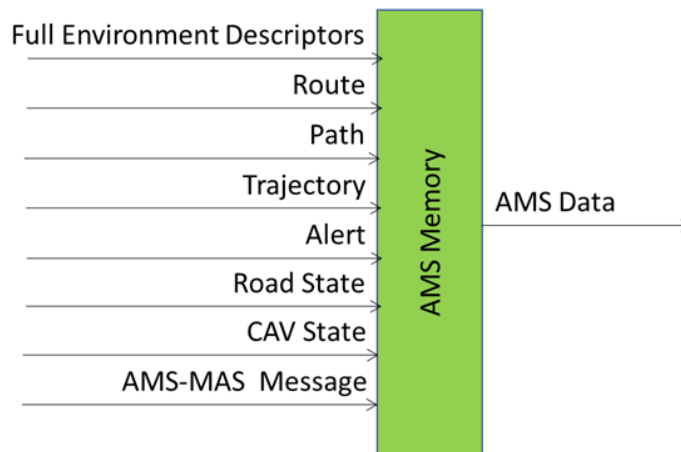 Full Environment Descriptors
Route
Path
Trajectory
Alert
Road State
CAV State
AMS-MAS Message
AMS Memory
AMS Data